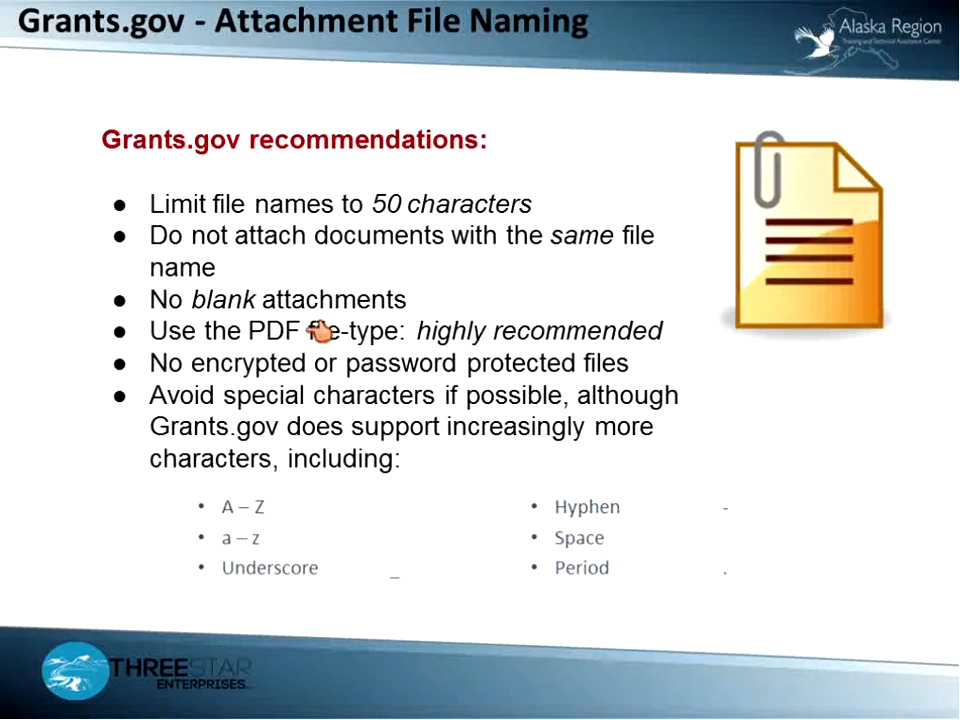 Grants.gov - Attachment File Naming
Alaska Region
Training and Technical Assistance Center
Grants.gov recommendations:
● Limit file names to 50 characters
● Do not attach documents with the same file
name
● No blank attachments
● Use the PDF file-type: highly recommended
● No encrypted or password protected files
● Avoid special characters if possible, although
Grants.gov does support increasingly more
characters, including:
• A – Z
• a – z
• Underscore _
• Hyphen -
• Space
• Period .
THREESTAR
ENTERPRISES